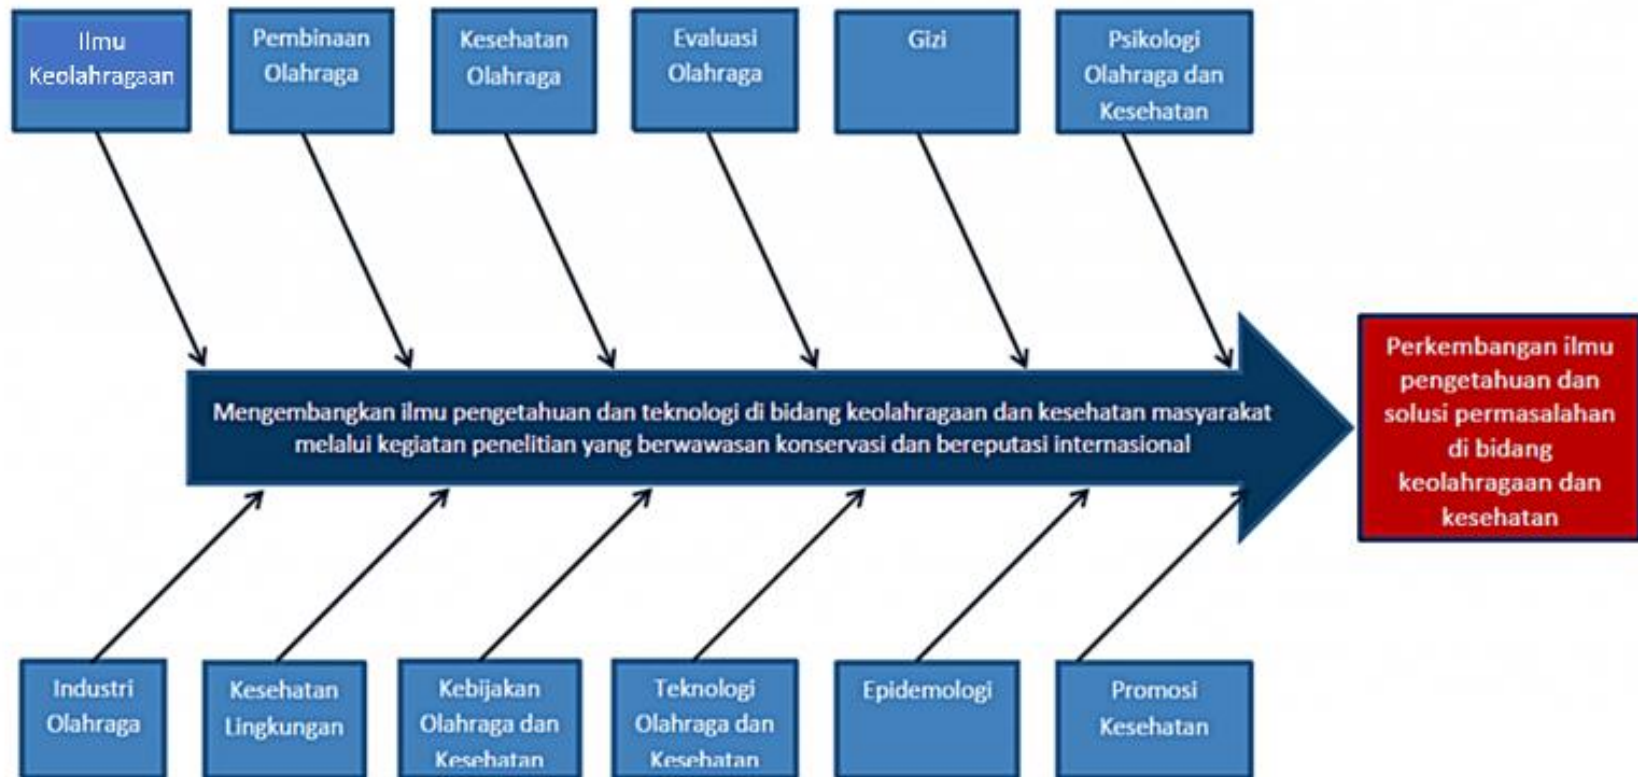 Ilmu
Keolahragaan
Pembinaan
Olahraga
Kesehatan
Olahraga
Evaluasi
Olahraga
Gizi
Psikologi
Olahraga dan
Kesehatan
Mengembangkan ilmu pengetahuan dan teknologi di bidang keolahragaan dan kesehatan masyarakat
melalui kegiatan penelitian yang berwawasan konservasi dan bereputasi internasional
Perkembangan ilmu
pengetahuan dan
solusi permasalahan
di bidang
keolahragaan dan
kesehatan
Industri
Olahraga
Kesehatan
Lingkungan
Kebijakan
Olahraga dan
Kesehatan
Teknologi
Olahraga dan
Kesehatan
Epidemologi
Promosi
Kesehatan